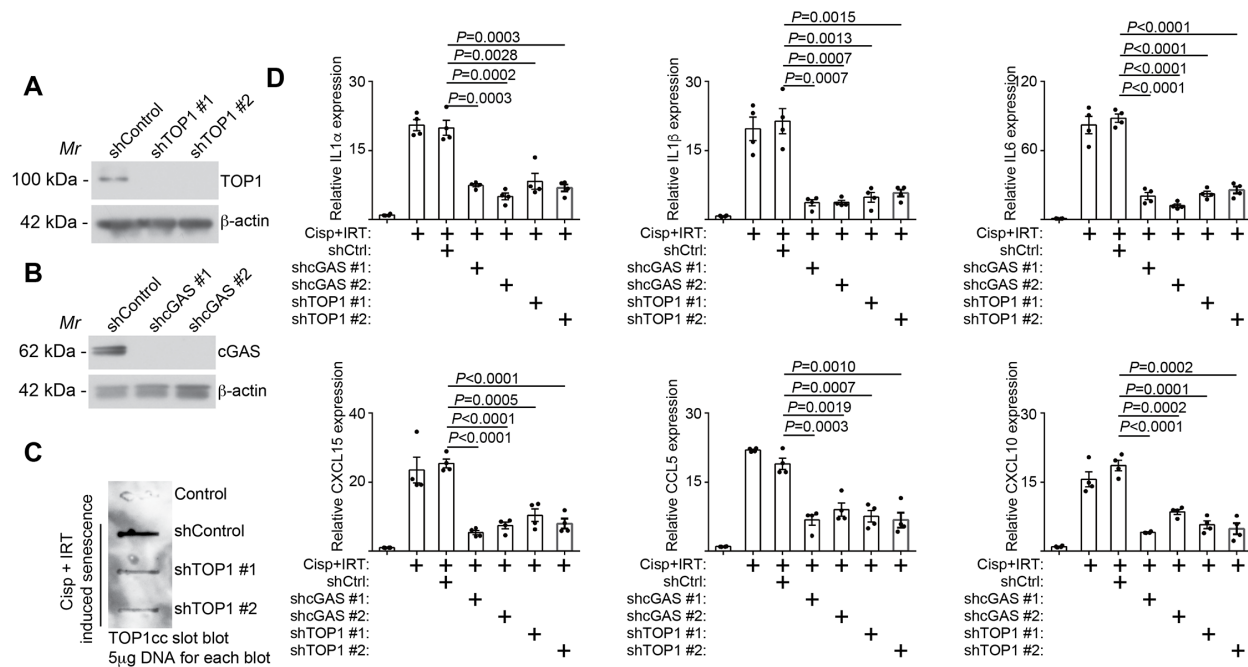 A
Mr
shControl
shTOP1 #1
shTOP1 #2
100 kDa -
TOP1
42 kDa -
β-actin
B
Mr
shControl
shcGAS #1
shcGAS #2
62 kDa -
cGAS
42 kDa -
β-actin
C
Cisp + IRT
induced senescence
Control
shControl
shTOP1 #1
shTOP1 #2
TOP1cc slot blot
5μg DNA for each blot
D
P=0.0003
P=0.0028
P=0.0002
P=0.0003
Relative IL1α expression
30
15
Cisp+IRT: + + + + + +
shCtrl: +
shcGAS #1: +
shcGAS #2: +
shTOP1 #1: +
shTOP1 #2: +
P=0.0015
P=0.0013
P=0.0007
P=0.0007
Relative IL1β expression
30
15
Cisp+IRT: + + + + + +
shCtrl: +
shcGAS #1: +
shcGAS #2: +
shTOP1 #1: +
shTOP1 #2: +
P<0.0001
P<0.0001
P<0.0001
P<0.0001
Relative IL6 expression
120
60
Cisp+IRT: + + + + + +
shCtrl: +
shcGAS #1: +
shcGAS #2: +
shTOP1 #1: +
shTOP1 #2: +
P<0.0001
P=0.0005
P<0.0001
P<0.0001
Relative CXCL15 expression
40
20
Cisp+IRT: + + + + + +
shCtrl: +
shcGAS #1: +
shcGAS #2: +
shTOP1 #1: +
shTOP1 #2: +
P=0.0010
P=0.0007
P=0.0019
P=0.0003
Relative CCL5 expression
30
15
Cisp+IRT: + + + + + +
shCtrl: +
shcGAS #1: +
shcGAS #2: +
shTOP1 #1: +
shTOP1 #2: +
P=0.0002
P=0.0001
P=0.0002
P<0.0001
Relative CXCL10 expression
30
15
Cisp+IRT: + + + + + +
shCtrl: +
shcGAS #1: +
shcGAS #2: +
shTOP1 #1: +
shTOP1 #2: +